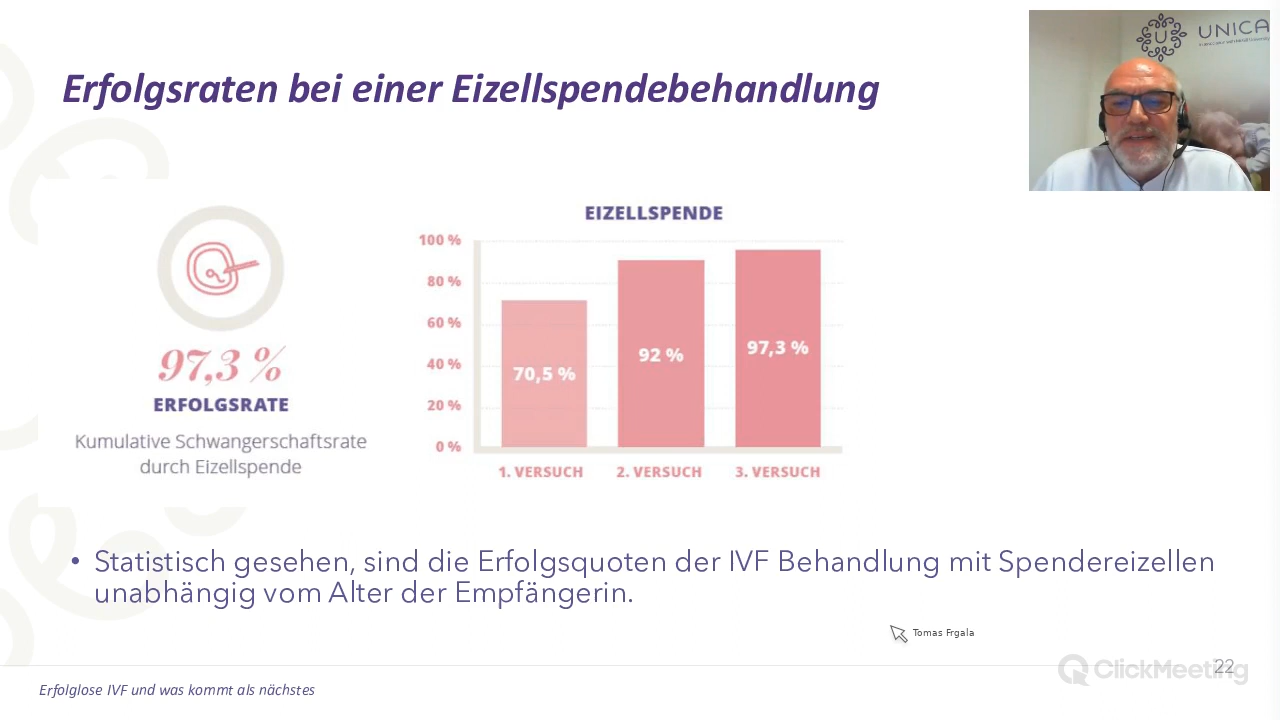 Erfolgsraten bei einer Eizellspendebehandlung
UNICA
97,3 %
ERFOLGSRATE
Kumulative Schwangerschaftsrate
durch Eizellspende
EIZELLSPENDE
100 %
80 %
60 %
40 %
20 %
0 %
70,5 %
92 %
97,3 %
1. VERSUCH
2. VERSUCH
3. VERSUCH
• Statistisch gesehen, sind die Erfolgsquoten der IVF Behandlung mit Spendereizellen
unabhängig vom Alter der Empfängerin.
Tomas Frgala
ClickMeeting
22
Erfolglose IVF und was kommt als nächstes